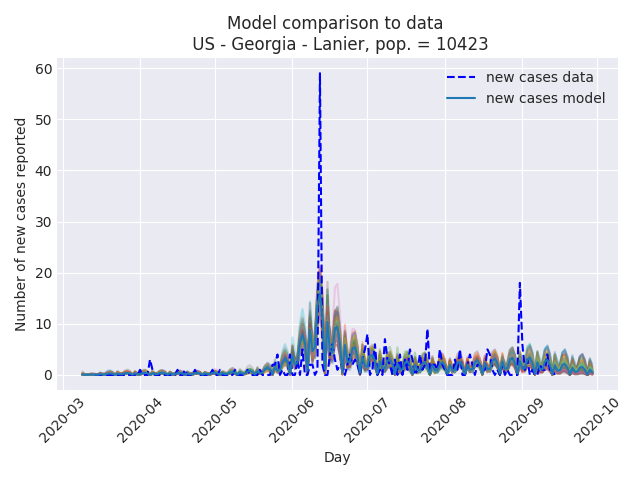 Model comparison to data
US - Georgia - Lanier, pop. = 10423
new cases data
new cases model
Number of new cases reported
60
50
40
30
20
10
0
2020-03
2020-04
2020-05
2020-06
2020-07
2020-08
2020-09
2020-10
Day